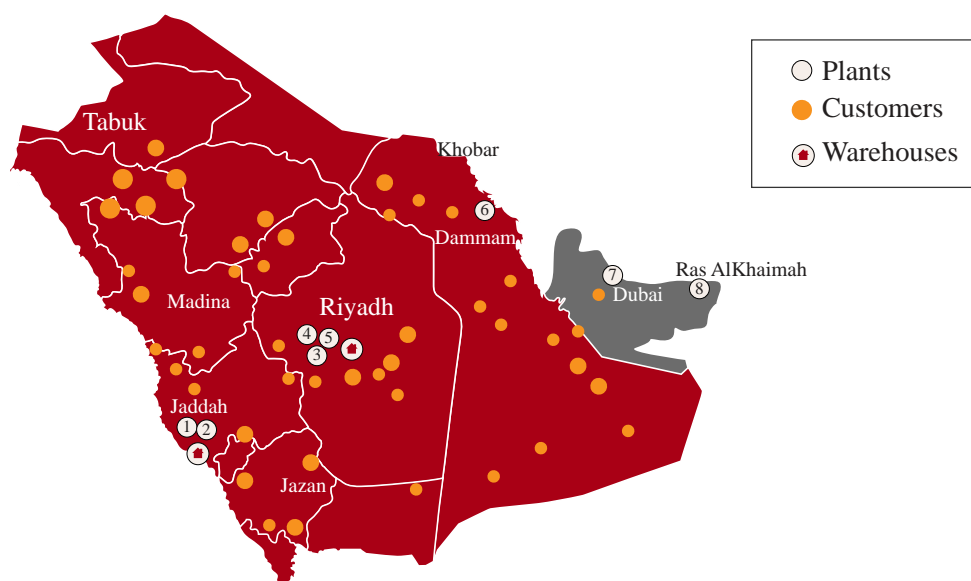 Plants
Customers
Warehouses
Tabuk
Khobar
6
Dammam
7
Ras AlKhaimah
8
Dubai
Madina
Riyadh
4
5
3
Jaddah
1
2
Jazan